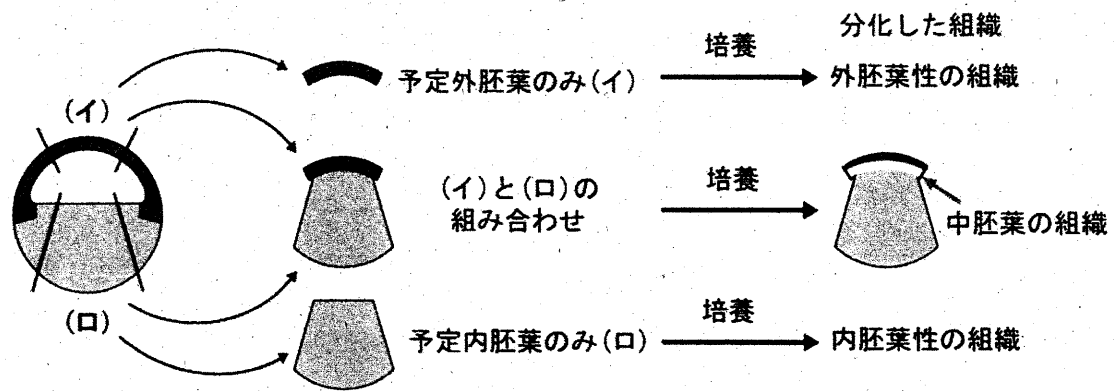 分化した組織
予定外胚葉のみ(イ)
培養
外胚葉性の組織
(イ)
(イ)と(ロ)の
組み合わせ
培養
中胚葉の組織
(ロ)
予定内胚葉のみ(ロ)
培養
内胚葉性の組織